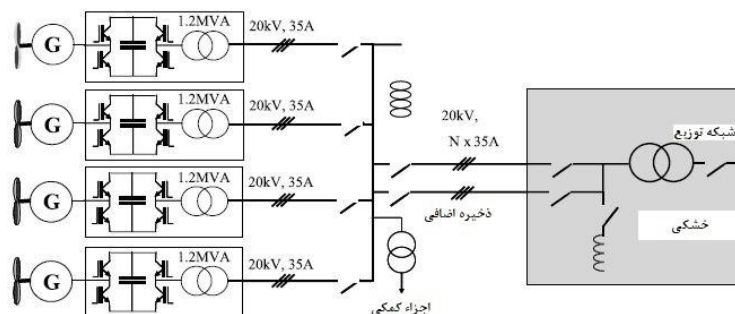 1.2MVA
20kV, 35A
G
1.2MVA
20kV, 35A
G
20kV,
N x 35A
شبکه توزیع
1.2MVA
20kV, 35A
G
ذخیره اضافی
خشکی
1.2MVA
20kV, 35A
G
اجزاء کمکی